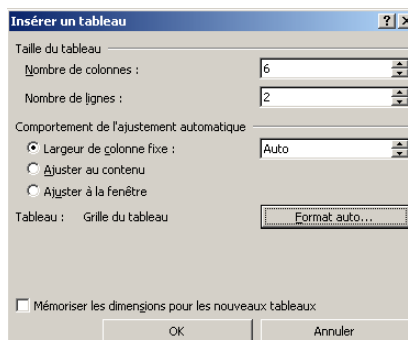 Insérer un tableau
Taille du tableau
Nombre de colonnes : 6
Nombre de lignes : 2
Comportement de l'ajustement automatique
Largeur de colonne fixe : Auto
Ajuster au contenu
Ajuster à la fenêtre
Tableau : Grille du tableau Format auto...
Mémoriser les dimensions pour les nouveaux tableaux
OK Annuler